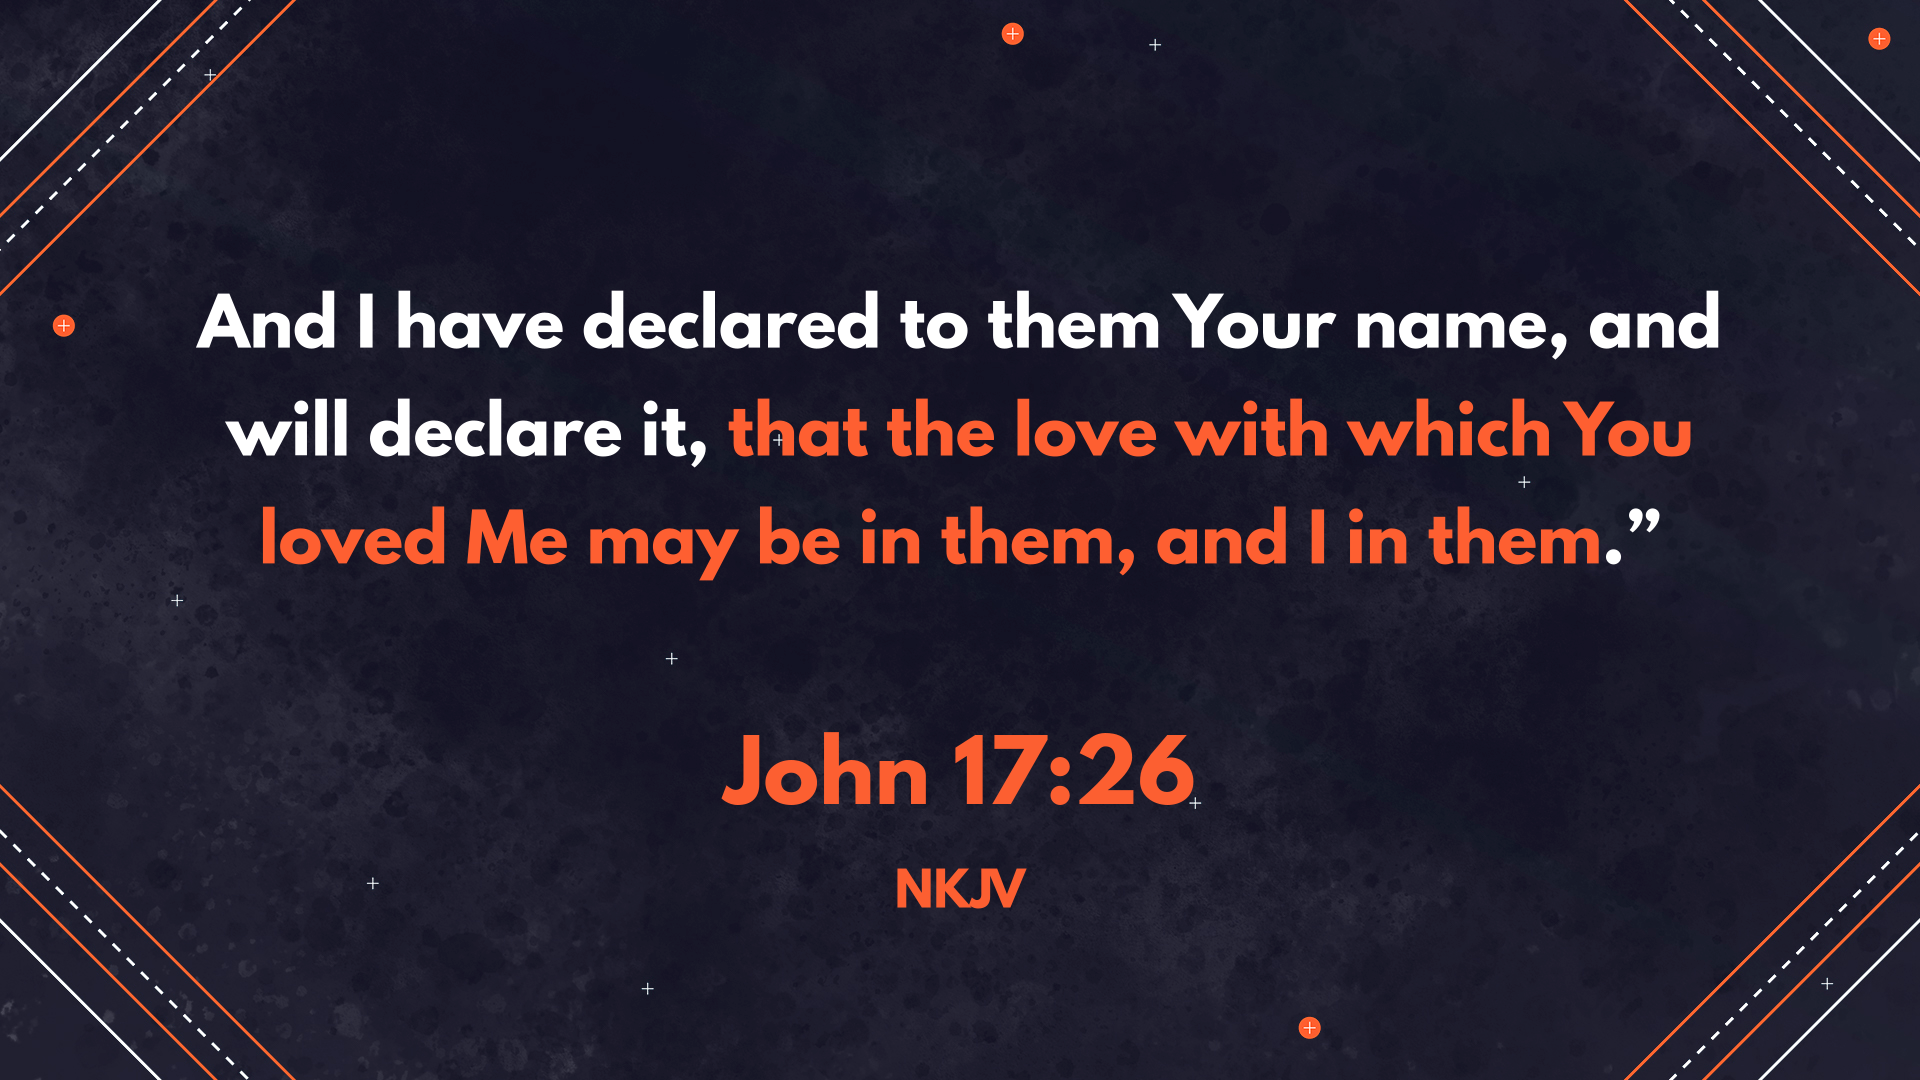 And I have declared to them Your name, and
will declare it, that the love with which You
loved Me may be in them, and I in them.”
John 17:26
NKJV